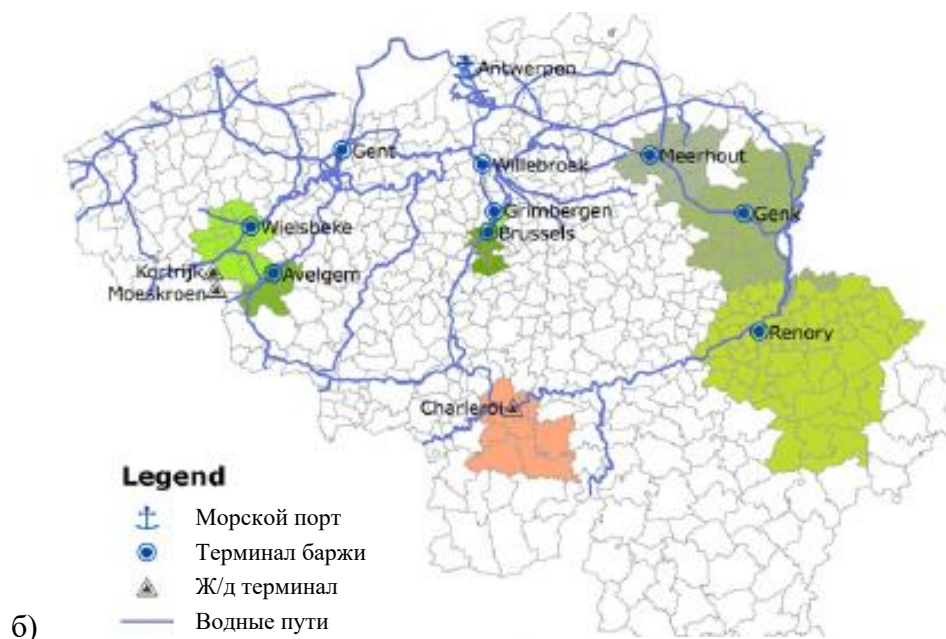 Antwerpen
Gent
Willebroek
Meerhout
Grimbergen
Genk
Wielsbeke
Brussels
Kortrijk
Avelgem
Moeskroen
Renory
Charleroi
Legend
Морской порт
Терминал баржи
Ж/д терминал
Водные пути
б)